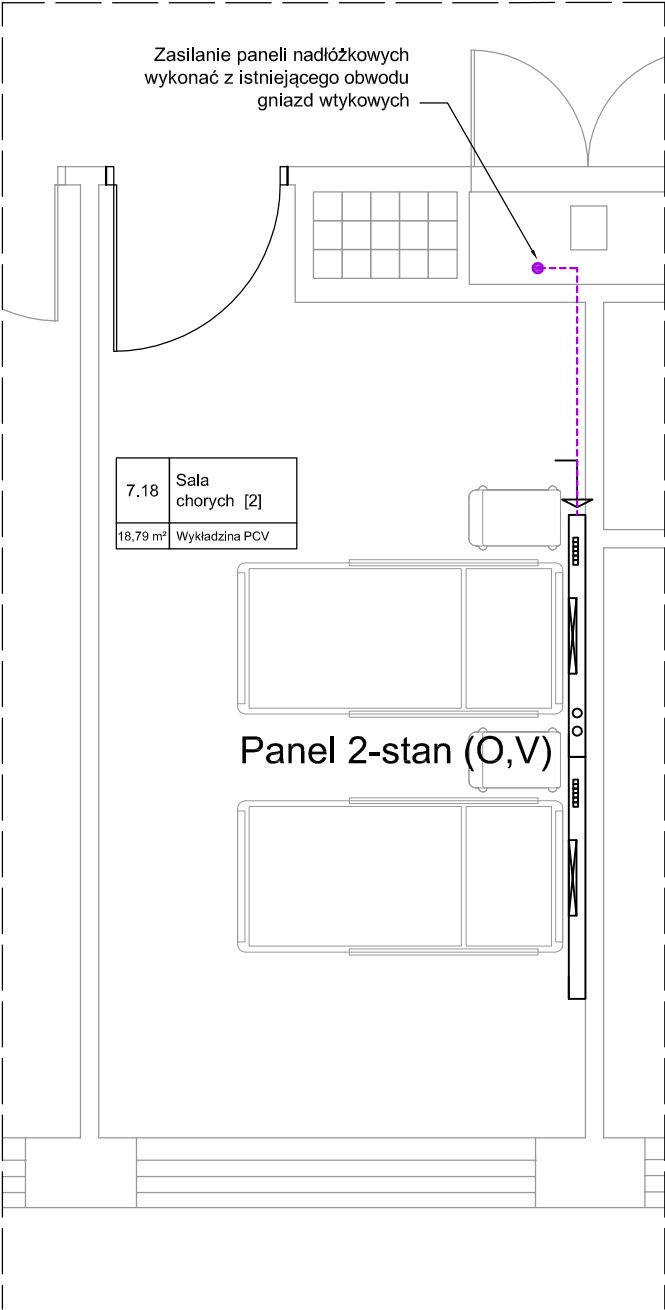 Zasilanie paneli nadłóżkowych
wykonać z istniejącego obwodu
gniazd wtykowych
7.18
Sala
chorych [2]
18,79 m²
Wykładzina PCV
Panel 2-stan (O,V)